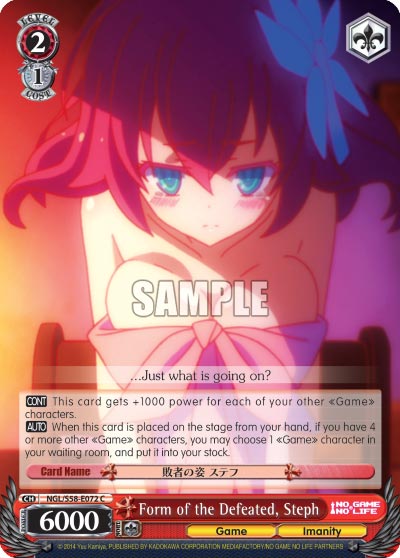 LEVEL
2
1
COST
SAMPLE
...Just what is going on?
CONT This card gets +1000 power for each of your other «Game»
characters.
AUTO When this card is placed on the stage from your hand, if you have 4
or more other «Game» characters, you may choose 1 «Game» character in
your waiting room, and put it into your stock.
Card Name 敗者の姿 ステフ
CH NGL/S58-E072 C
POWER 6000
Form of the Defeated, Steph
NO GAME
NO LIFE
Game Imanity
© 2014 Yuu Kamiya, PUBLISHED BY KADOKAWA CORPORATION MEDIAFACTORY/NO GAME NO LIFE PARTNERS